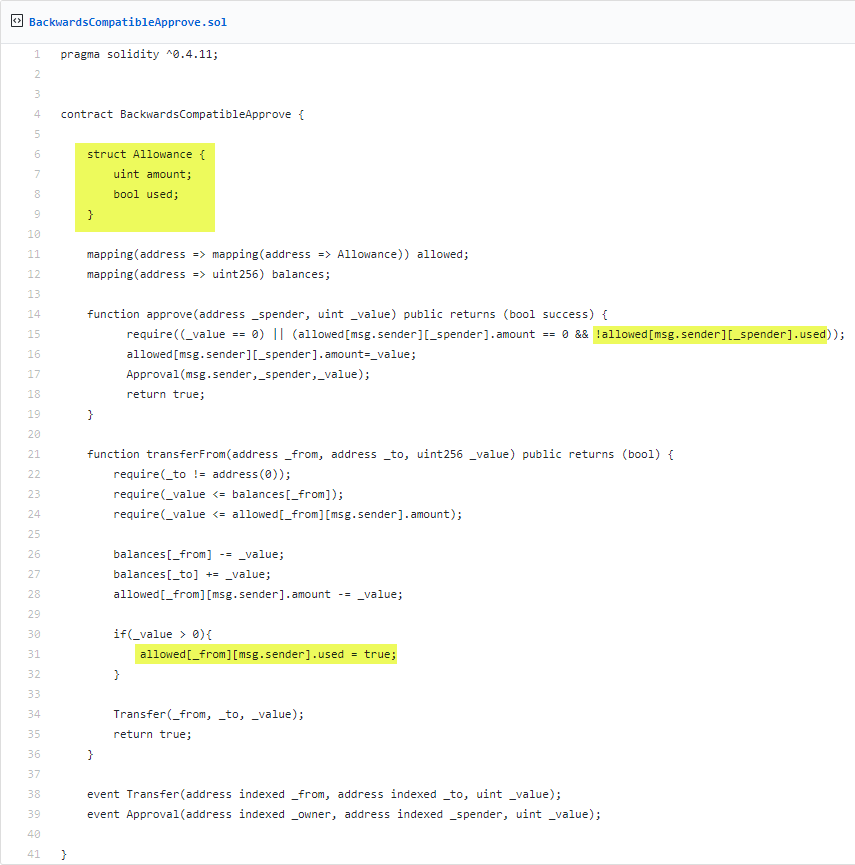 BackwardsCompatibleApprove.sol
1 pragma solidity ^0.4.11;
2
3
4 contract BackwardsCompatibleApprove {
5
6     struct Allowance {
7         uint amount;
8         bool used;
9     }
10
11     mapping(address => mapping(address => Allowance)) allowed;
12     mapping(address => uint256) balances;
13
14     function approve(address _spender, uint _value) public returns (bool success) {
15           require((_value == 0) || (allowed[msg.sender][_spender].amount == 0 && !allowed[msg.sender][_spender].used));
16           allowed[msg.sender][_spender].amount=_value;
17           Approval(msg.sender,_spender,_value);
18           return true;
19     }
20
21     function transferFrom(address _from, address _to, uint256 _value) public returns (bool) {
22         require(_to != address(0));
23         require(_value <= balances[_from]);
24         require(_value <= allowed[_from][msg.sender].amount);
25
26         balances[_from] -= _value;
27         balances[_to] += _value;
28         allowed[_from][msg.sender].amount -= _value;
29
30         if(_value > 0){
31             allowed[_from][msg.sender].used = true;
32         }
33
34         Transfer(_from, _to, _value);
35         return true;
36     }
37
38     event Transfer(address indexed _from, address indexed _to, uint _value);
39     event Approval(address indexed _owner, address indexed _spender, uint _value);
40
41 }